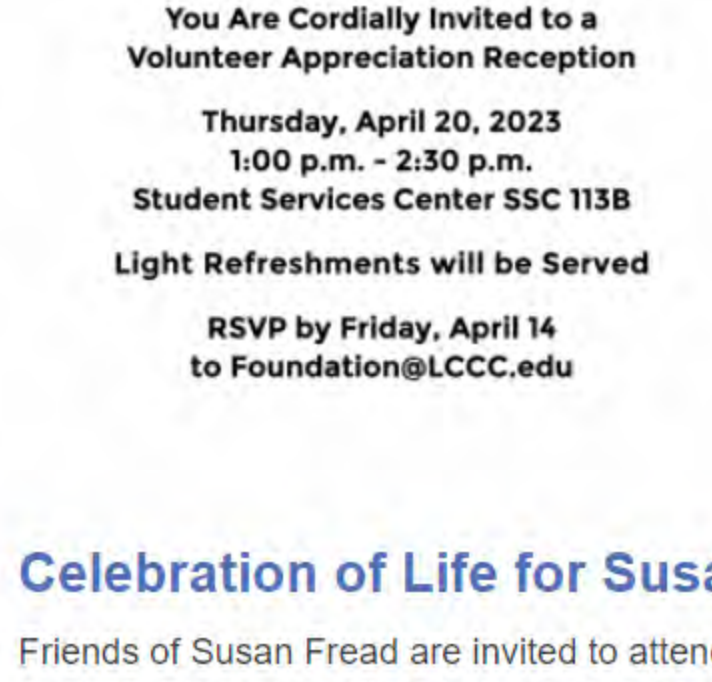 You Are Cordially Invited to a
Volunteer Appreciation Reception
Thursday, April 20, 2023
1:00 p.m. - 2:30 p.m.
Student Services Center SSC 113B
Light Refreshments will be Served
RSVP by Friday, April 14
to Foundation@LCCC.edu
Celebration of Life for
Friends of Susan Fread are invited to